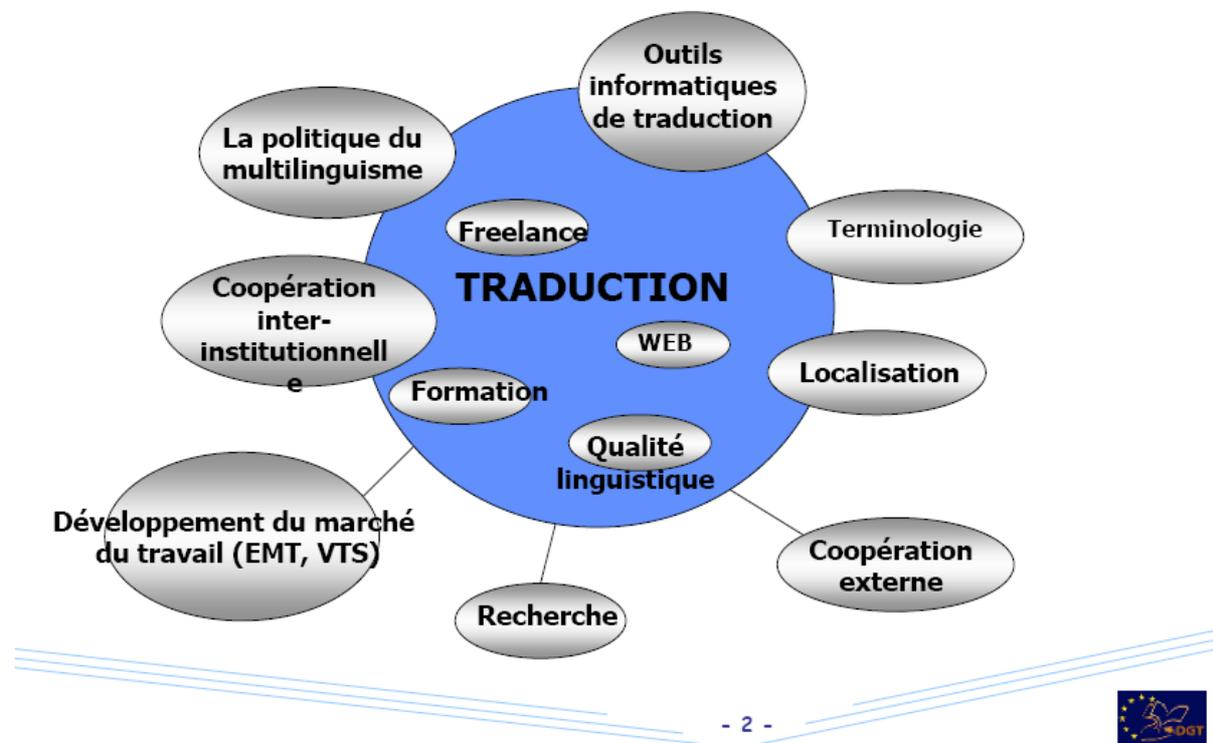 Outils
informatiques
de traduction
La politique du
multilinguisme
Freelance
Terminologie
TRADUCTION
Coopération
inter-
institutionnell
e
WEB
Localisation
Formation
Qualité
linguistique
Développement du marché
du travail (EMT, VTS)
Coopération
externe
Recherche
- 2 -
DGT